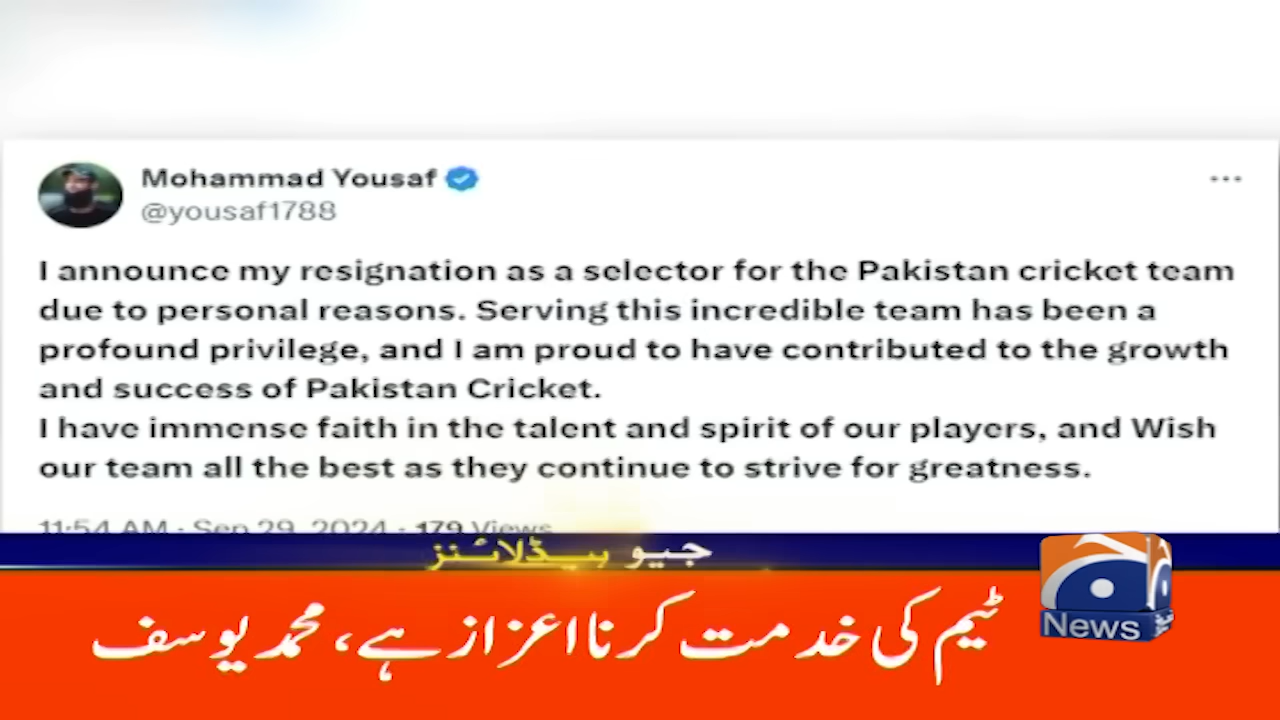 Mohammad Yousaf
@yousaf1788
I announce my resignation as a selector for the Pakistan cricket team
due to personal reasons. Serving this incredible team has been a
profound privilege, and I am proud to have contributed to the growth
and success of Pakistan Cricket.
I have immense faith in the talent and spirit of our players, and Wish
our team all the best as they continue to strive for greatness.
11:54 AM · Sep 29, 2024 · 179 Views
جیو ہیڈلائنز
ٹیم کی خدمت کرنا اعزاز ہے، محمد یوسف
News